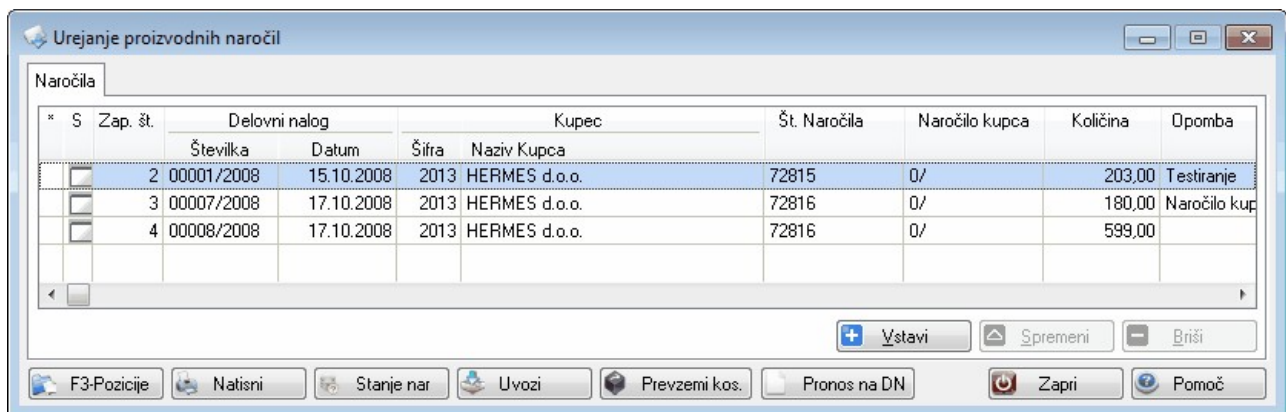 Urejanje proizvodnih naročil
Naročila
* S Zap. št. Delovni nalog Kupec Št. Naročila Naročilo kupca Količina Opomba
Številka Datum Šifra Naziv Kupca
2 00001/2008 15.10.2008 2013 HERMES d.o.o. 72815 0/ 203,00 Testiranje
3 00007/2008 17.10.2008 2013 HERMES d.o.o. 72816 0/ 180,00 Naročilo kup
4 00008/2008 17.10.2008 2013 HERMES d.o.o. 72816 0/ 599,00
Vstavi Spremeni Briši
F3-Pozicije Natisni Stanje nar Uvozi Prevzemi kos. Pronos na DN Zapri Pomoč